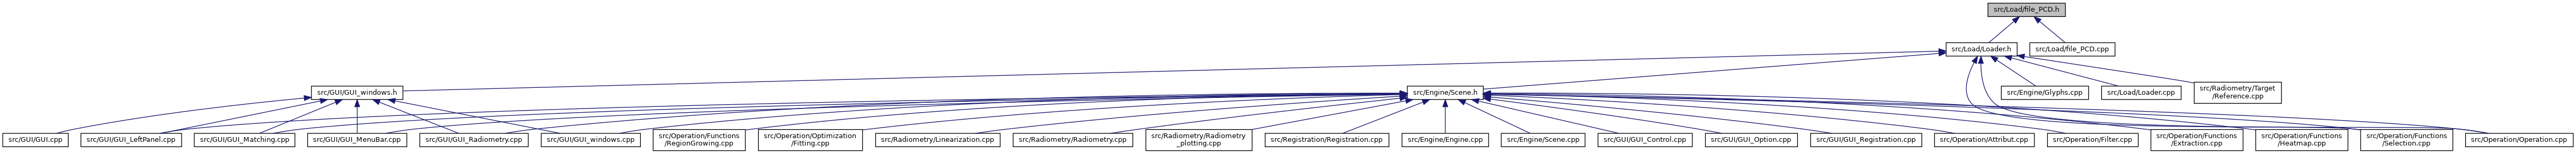 src/Load/file_PCD.h
src/Load/Loader.h
src/Load/file_PCD.cpp
src/GUI/GUI_windows.h
src/Engine/Scene.h
src/Engine/Glyphs.cpp
src/Load/Loader.cpp
src/Radiometry/Target
/Reference.cpp
src/GUI/GUI.cpp
src/GUI/GUI_LeftPanel.cpp
src/GUI/GUI_Matching.cpp
src/GUI/GUI_MenuBar.cpp
src/GUI/GUI_Radiometry.cpp
src/GUI/GUI_windows.cpp
src/Operation/Functions
/RegionGrowing.cpp
src/Operation/Optimization
/Fitting.cpp
src/Radiometry/Linearization.cpp
src/Radiometry/Radiometry.cpp
src/Radiometry/Radiometry
_plotting.cpp
src/Registration/Registration.cpp
src/Engine/Engine.cpp
src/Engine/Scene.cpp
src/GUI/GUI_Control.cpp
src/GUI/GUI_Option.cpp
src/GUI/GUI_Registration.cpp
src/Operation/Attribut.cpp
src/Operation/Filter.cpp
src/Operation/Functions
/Extraction.cpp
src/Operation/Functions
/Heatmap.cpp
src/Operation/Functions
/Selection.cpp
src/Operation/Operation.cpp